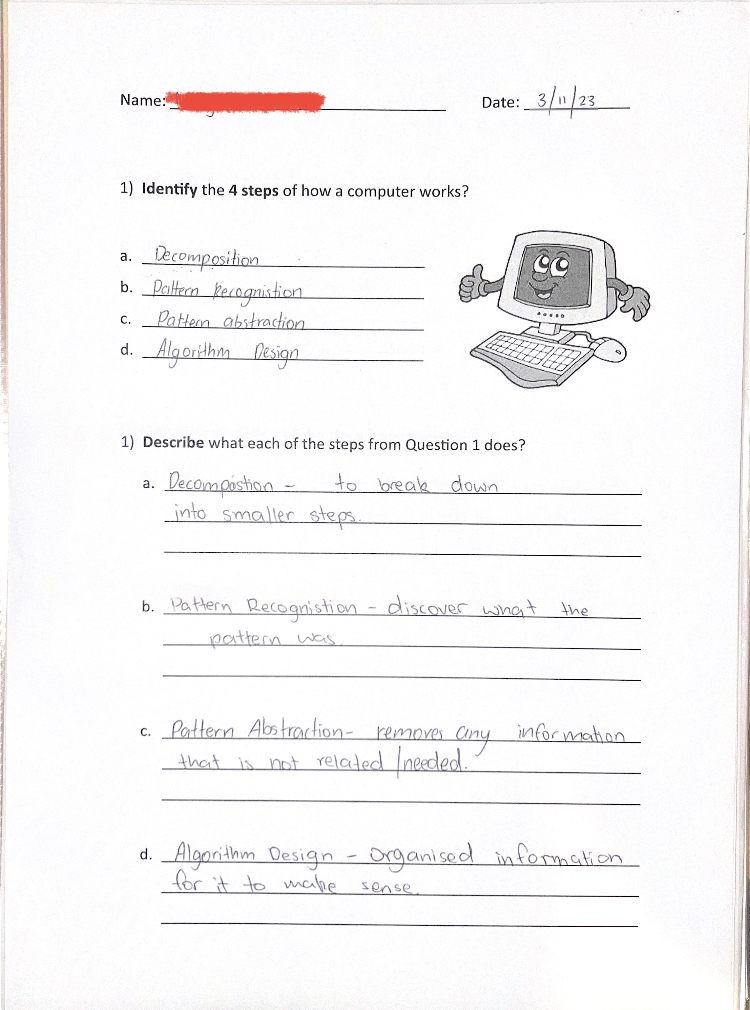 Name:
Date: 3/11/23
1) Identify the 4 steps of how a computer works?
a. Decomposition
b. Pattern Recognistion
c. Pattern abstraction
d. Algorithm Design
1) Describe what each of the steps from Question 1 does?
a. Decompostion - to break down
into smaller steps.
b. Pattern Recognistion - discover what the
pattern was.
c. Pattern Abstraction- removes any information
that is not related /needed.
d. Algorithm Design - Organised information
for it to make sense.